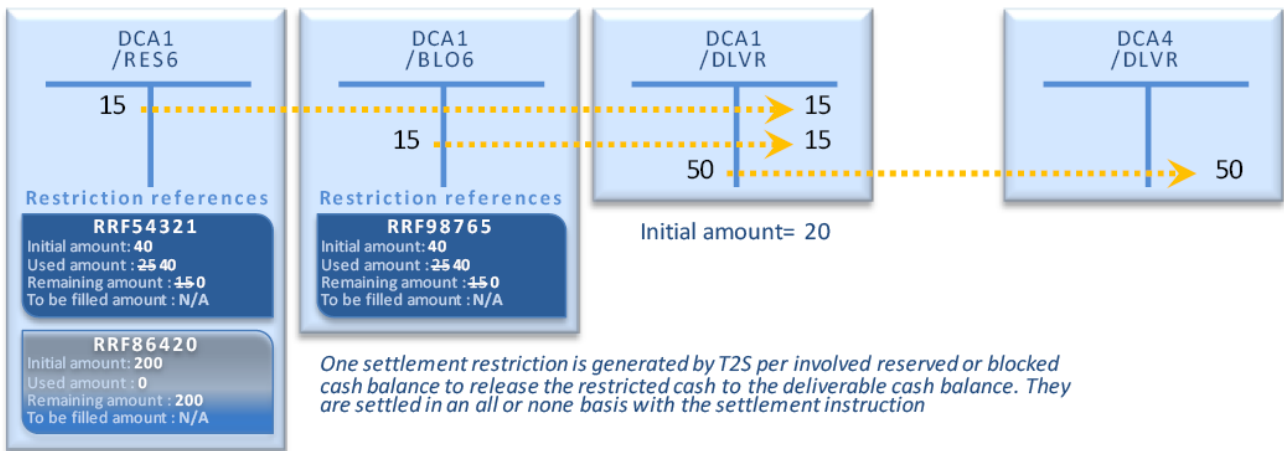 DCA1
/RES6
15
Restriction references
RRF54321
Initial amount: 40
Used amount : 25 40
Remaining amount : 15 0
To be filled amount : N/A
RRF86420
Initial amount: 200
Used amount : 0
Remaining amount : 200
To be filled amount : N/A
DCA1
/BLO6
15
Restriction references
RRF98765
Initial amount: 40
Used amount : 25 40
Remaining amount : 15 0
To be filled amount : N/A
DCA1
/DLVR
15
15
50
Initial amount= 20
DCA4
/DLVR
50
One settlement restriction is generated by T2S per involved reserved or blocked
cash balance to release the restricted cash to the deliverable cash balance. They
are settled in an all or none basis with the settlement instruction